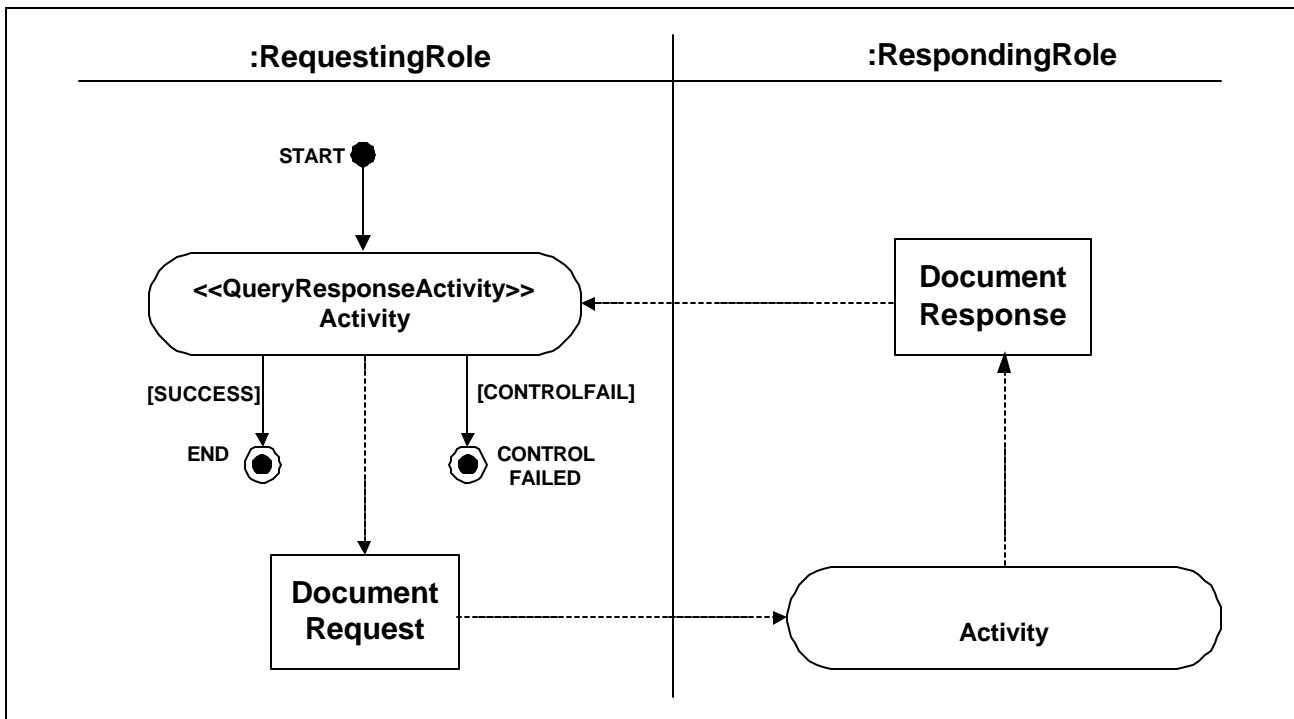 :RequestingRole
:RespondingRole
START
<<QueryResponseActivity>>
Activity
Document
Response
[SUCCESS]
[CONTROLFAIL]
END
CONTROL
FAILED
Document
Request
Activity